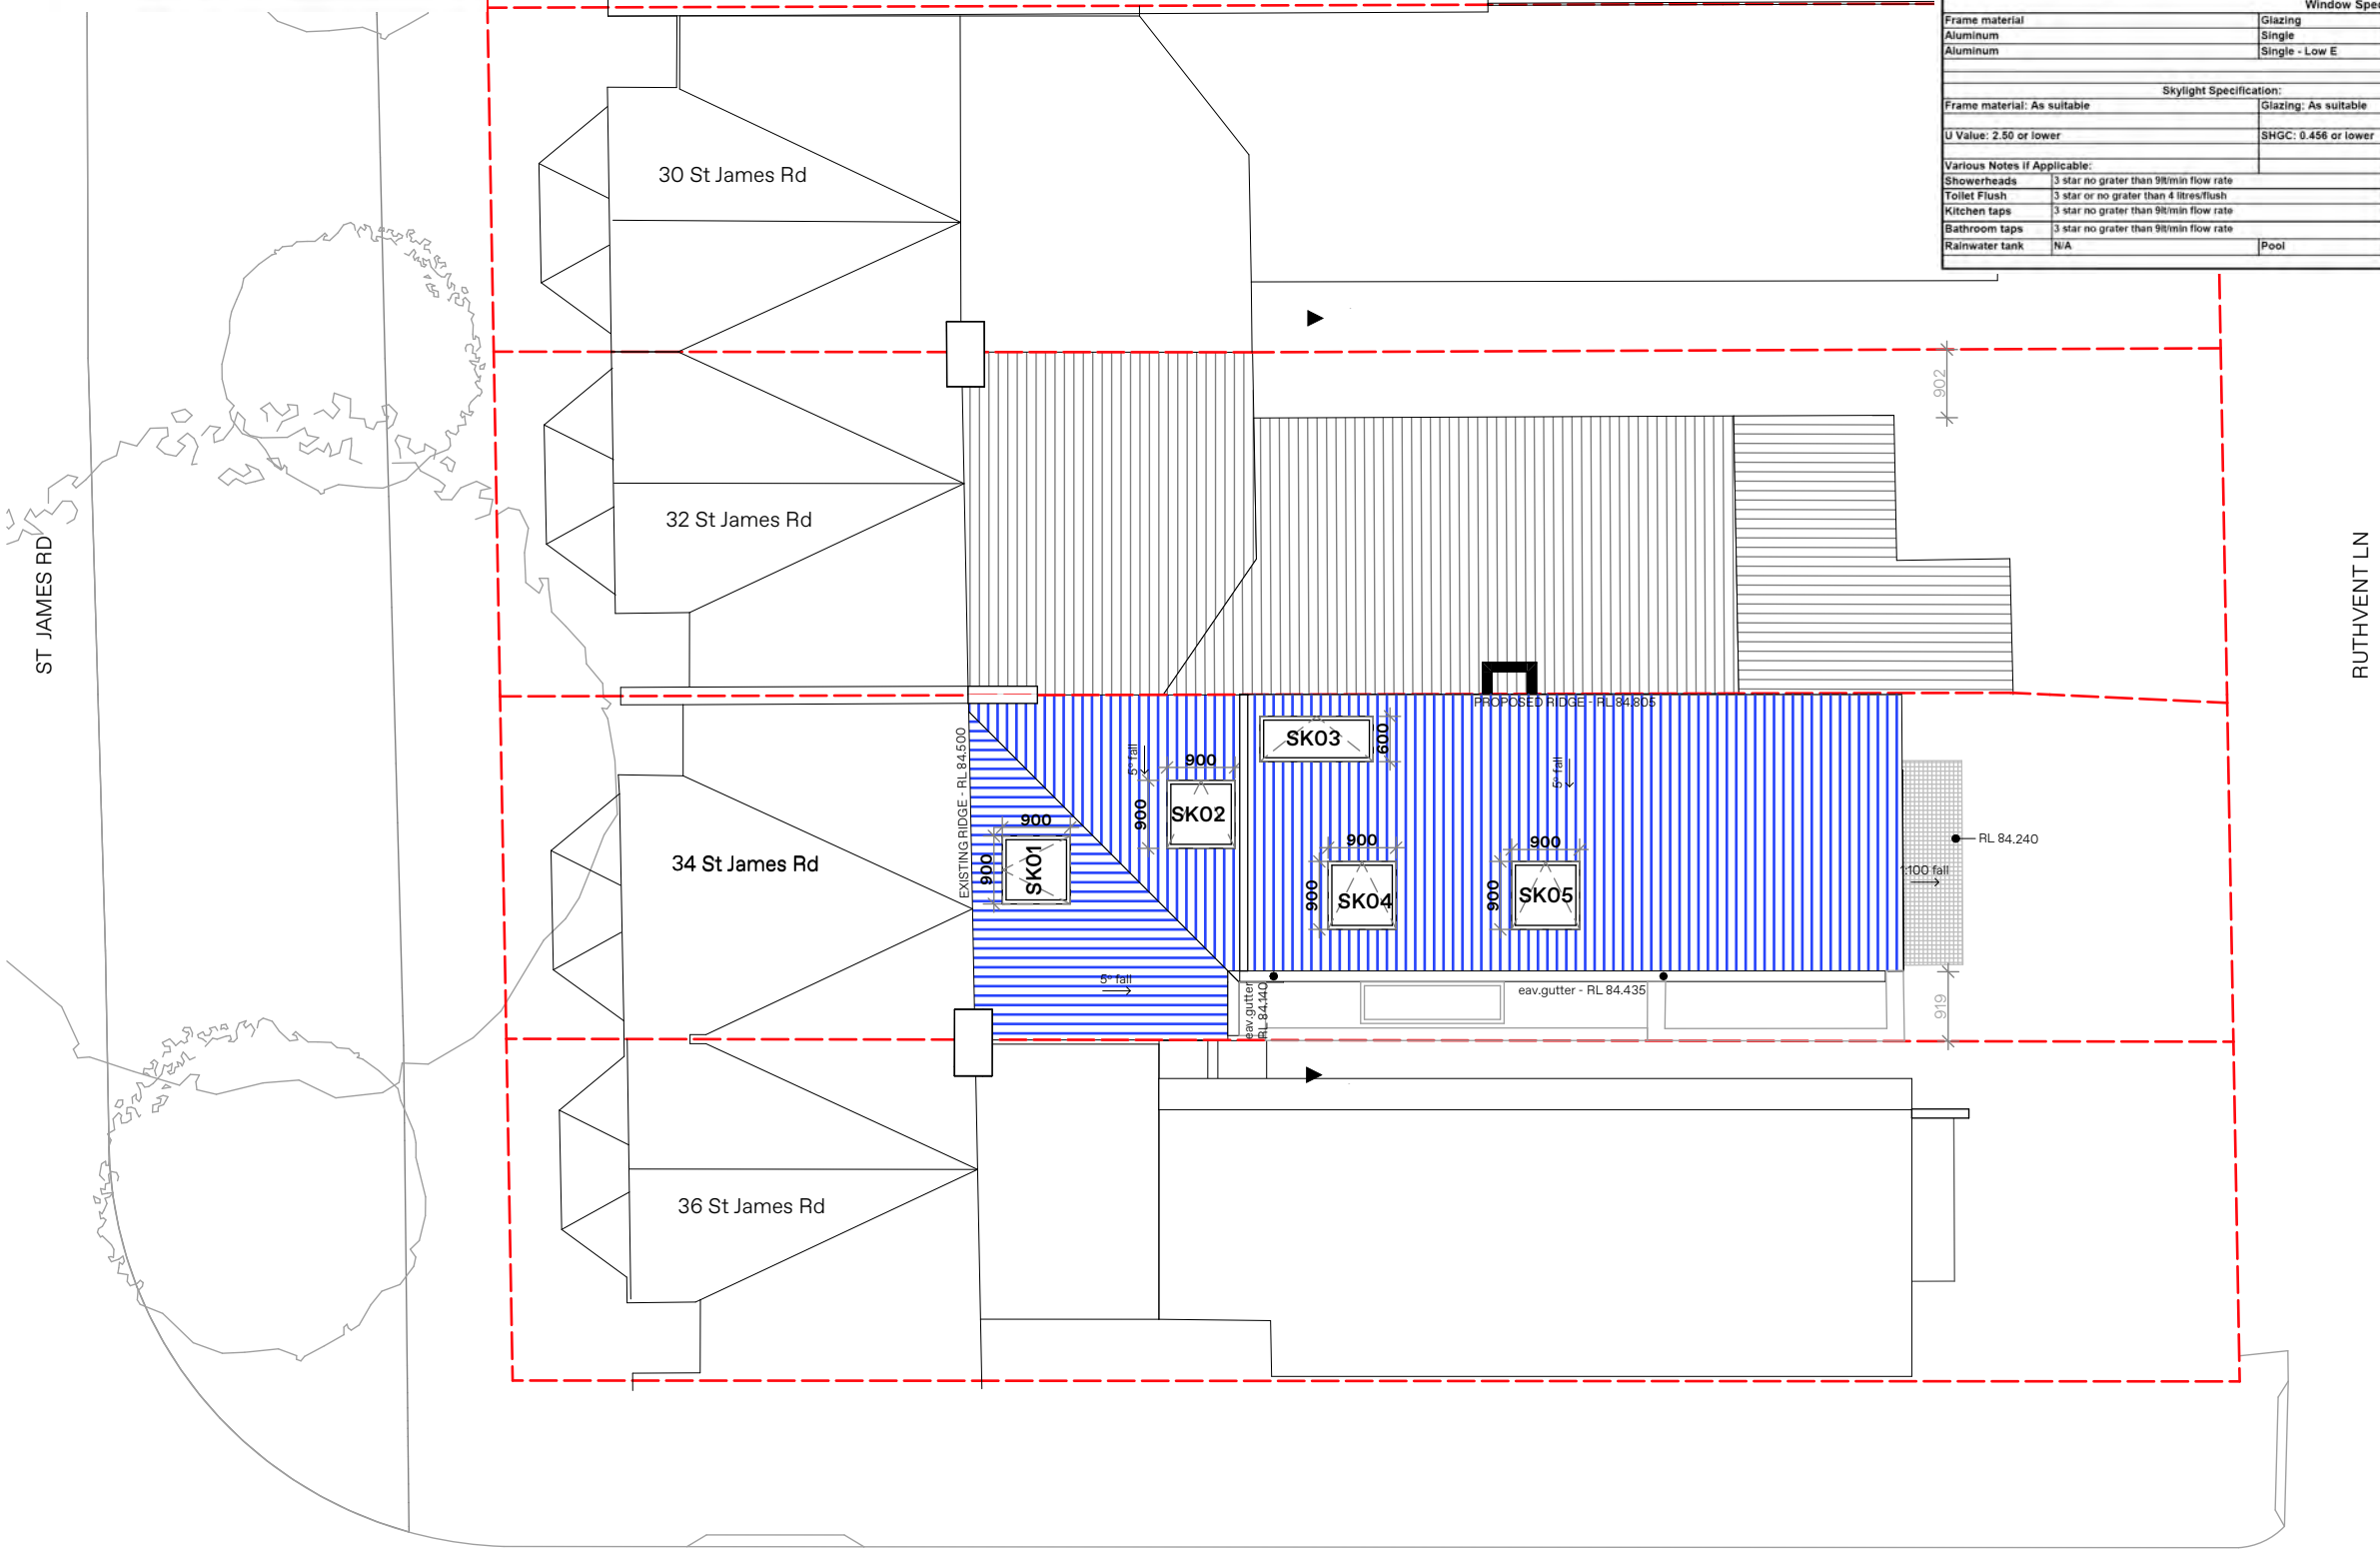 Window Spec
Frame material Glazing
Aluminum Single
Aluminum Single - Low E
Skylight Specification:
Frame material: As suitable Glazing: As suitable
U Value: 2.50 or lower SHGC: 0.456 or lower
Various Notes if Applicable:
Showerheads 3 star no grater than 9lt/min flow rate
Toilet Flush 3 star or no grater than 4 litres/flush
Kitchen taps 3 star no grater than 9lt/min flow rate
Bathroom taps 3 star no grater than 9lt/min flow rate
Rainwater tank N/A Pool
30 St James Rd
902
32 St James Rd
ST JAMES RD
RUTHVENT LN
PROPOSED RIDGE - RL 84.805
EXISTING RIDGE - RL 84.500
5° fall
900
900
SK02
SK03
600
5° fall
900
900
SK01
34 St James Rd
900
900
SK04
900
900
SK05
RL 84.240
1:100 fall
5° fall
eav.gutter
RL 84.140
eav.gutter - RL 84.435
919
36 St James Rd